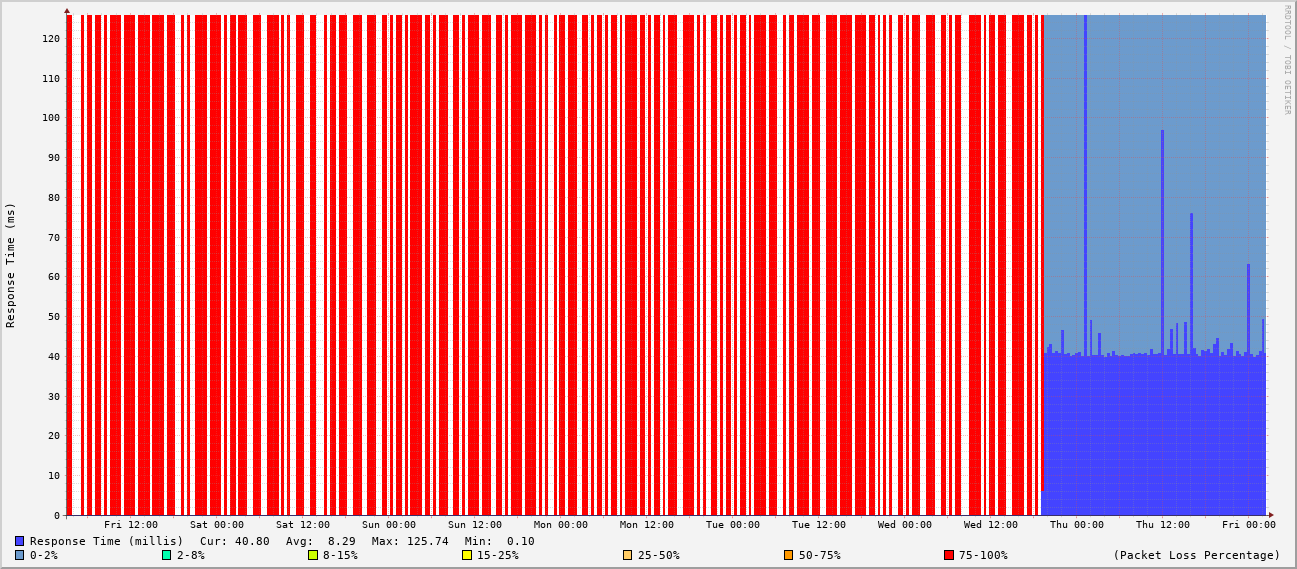 RRDTOOL / TOBI OETIKER
Response Time (ms)
120
110
100
90
80
70
60
50
40
30
20
10
0
Fri 12:00 Sat 00:00 Sat 12:00 Sun 00:00 Sun 12:00 Mon 00:00 Mon 12:00 Tue 00:00 Tue 12:00 Wed 00:00 Wed 12:00 Thu 00:00 Thu 12:00 Fri 00:00
Response Time (millis) Cur: 40.80 Avg: 8.29 Max: 125.74 Min: 0.10
0-2% 2-8% 8-15% 15-25% 25-50% 50-75% 75-100% (Packet Loss Percentage)